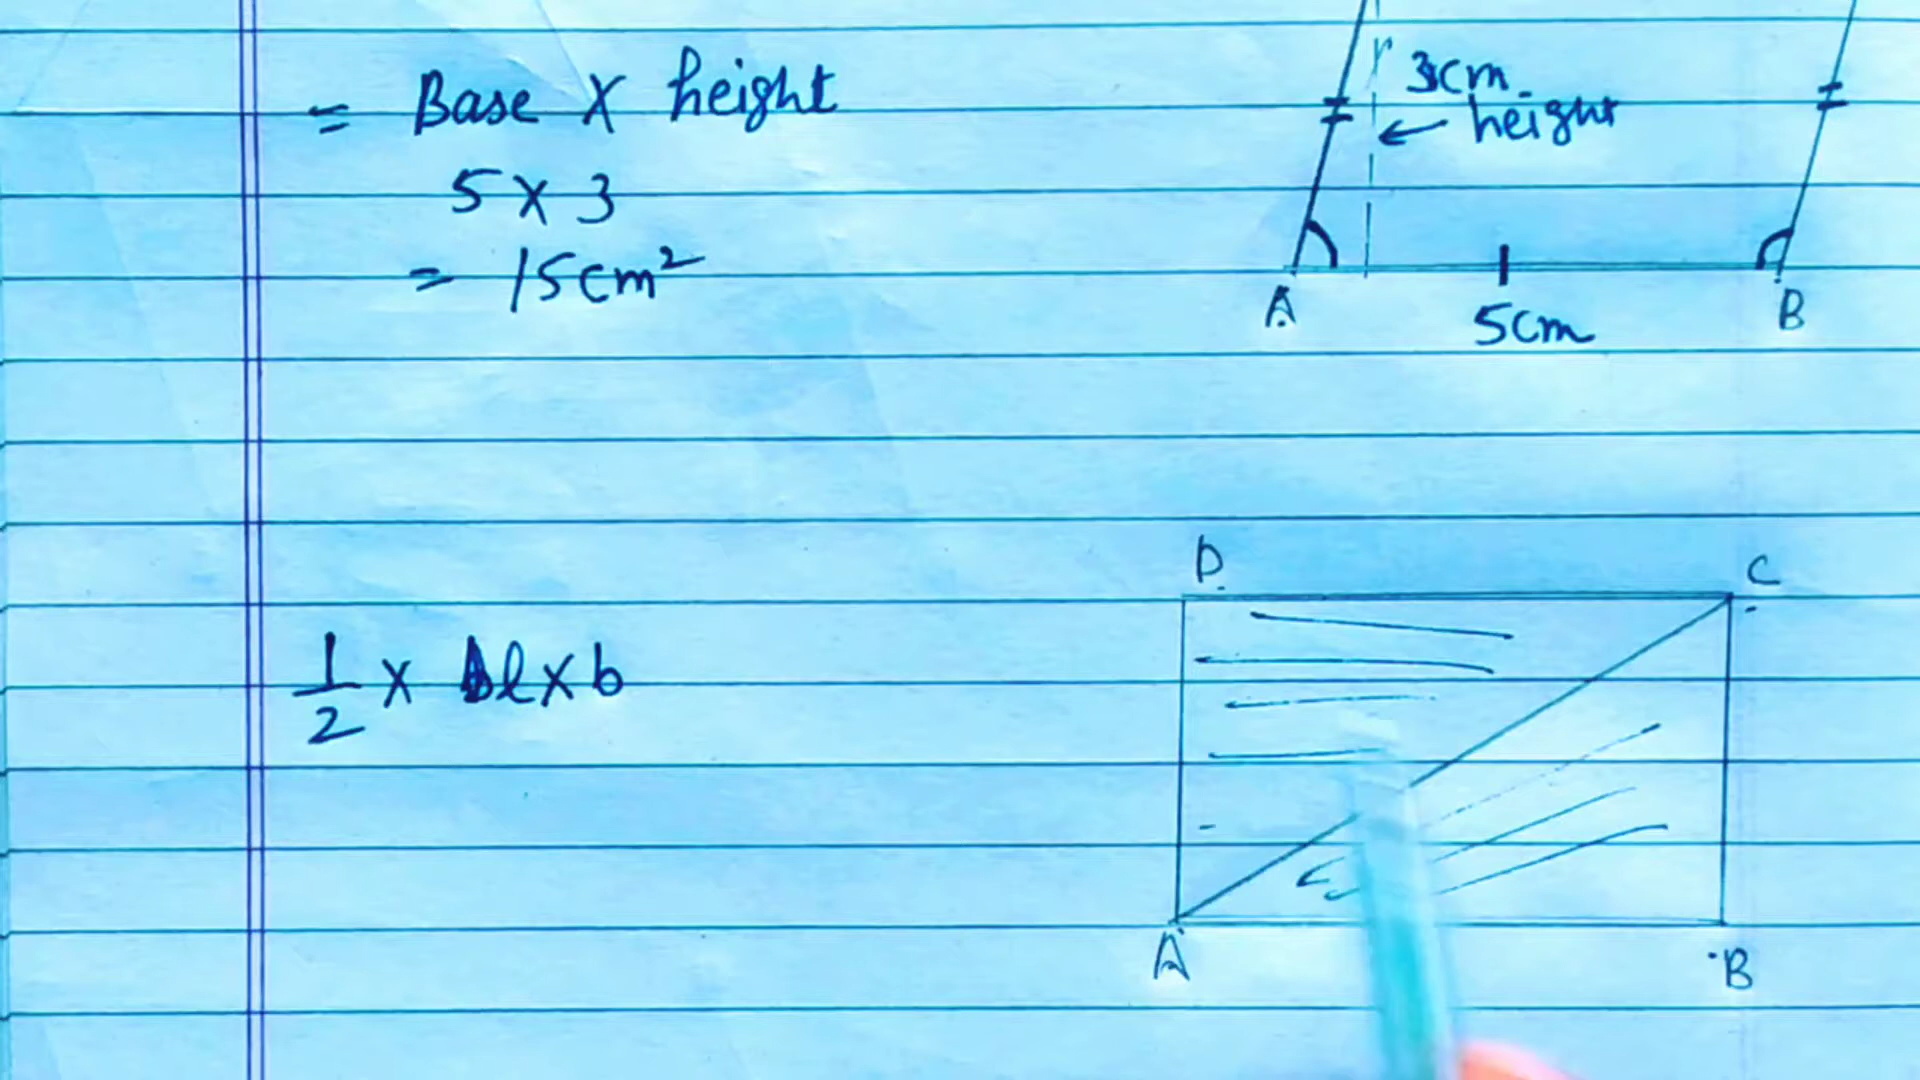 = Base X height
5 X 3
= 15cm²
3cm.
height
A
B
5cm
D
C
1/2 X l X b
A
B